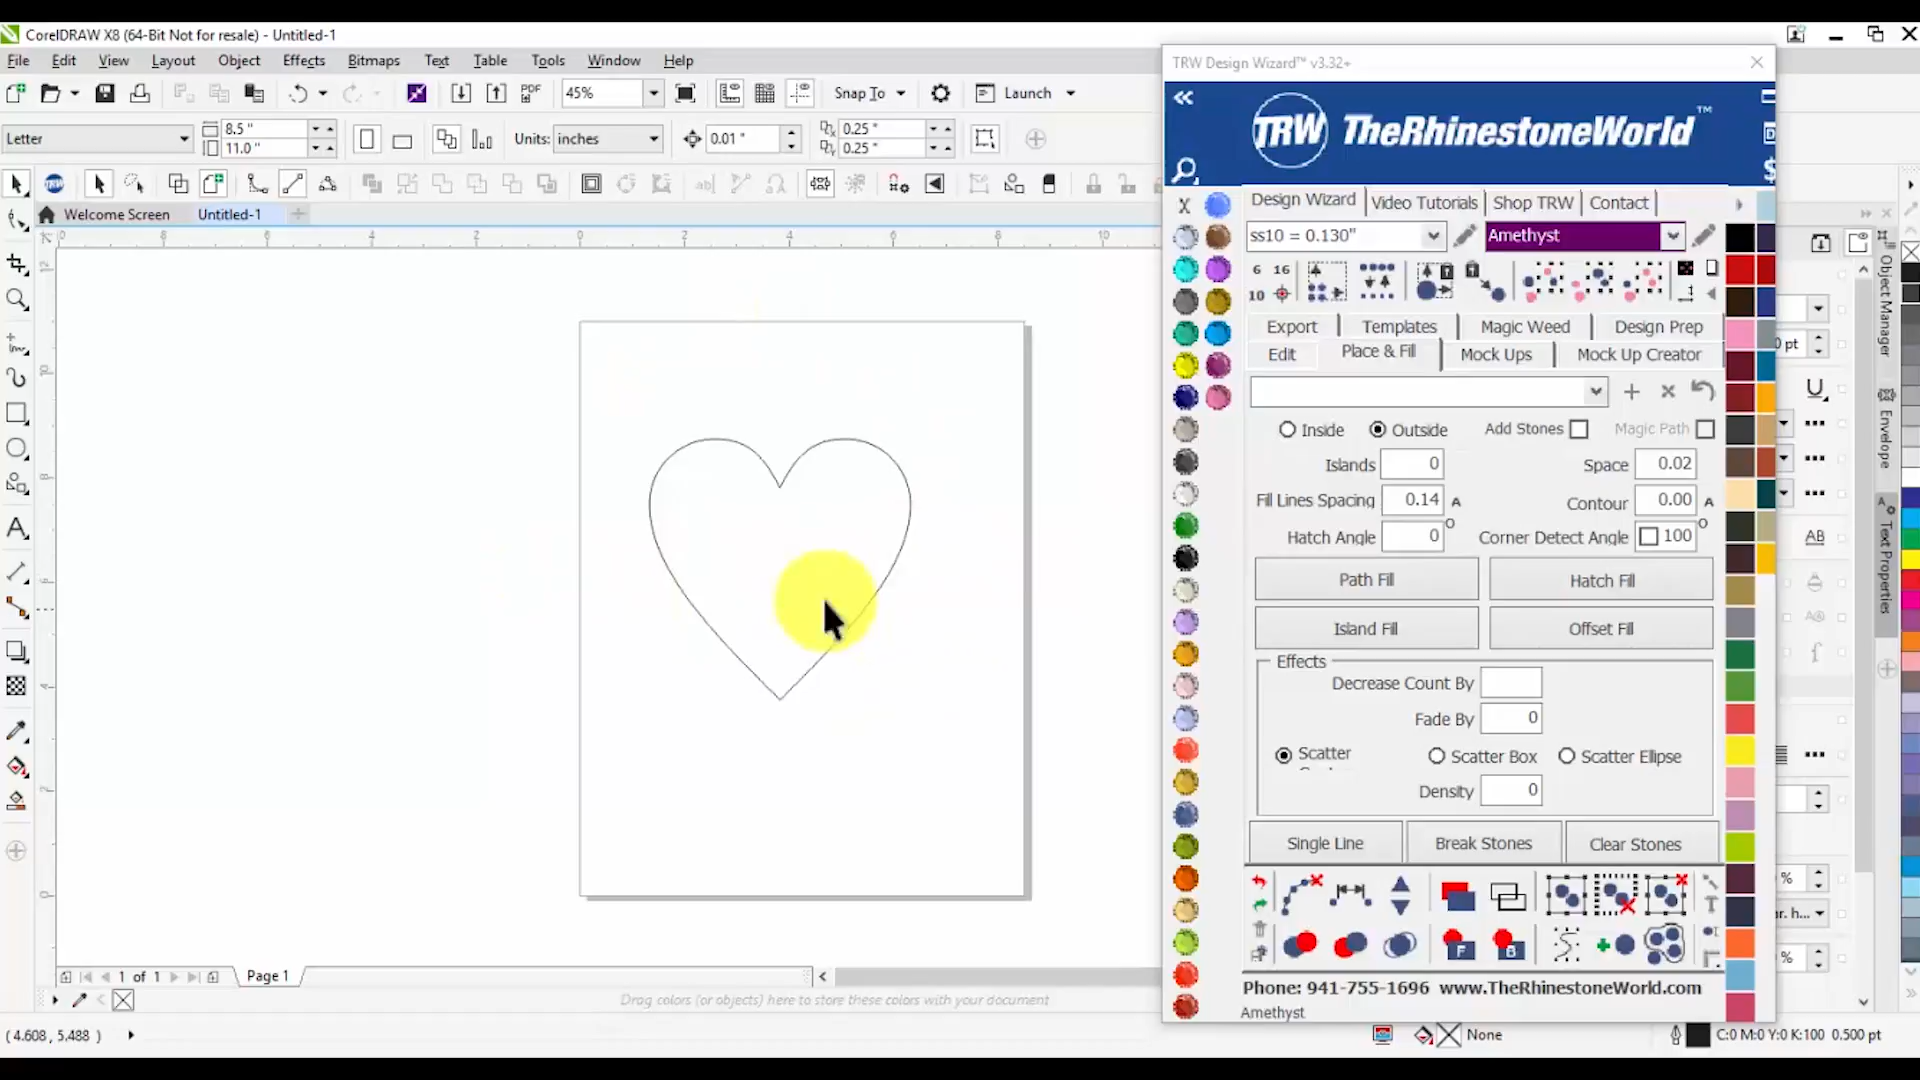 CorelDRAW X8 (64-Bit Not for resale) - Untitled-1
File Edit View Layout Object Effects Bitmaps Text Table Tools Window Help
PDF 45% Snap To Launch
Letter 8.5 " 11.0 " Units: inches 0.01 " 0.25 " 0.25 "
Welcome Screen Untitled-1
TRW Design Wizard™ v3.32+
TRW TheRhinestoneWorld™
Design Wizard Video Tutorials Shop TRW Contact
ss10 = 0.130" Amethyst
6 16
10
Export Templates Magic Weed Design Prep
Edit Place & Fill Mock Ups Mock Up Creator
Inside Outside Add Stones Magic Path
Islands 0 Space 0.02
Fill Lines Spacing 0.14 A Contour 0.00 A
Hatch Angle 0 Corner Detect Angle 100
Path Fill Hatch Fill
Island Fill Offset Fill
Effects
Decrease Count By
Fade By 0
Scatter Scatter Box Scatter Ellipse
Density 0
Single Line Break Stones Clear Stones
Phone: 941-755-1696 www.TheRhinestoneWorld.com
Amethyst
Object Manager
Envelope
Text Properties
0 pt
AB
1 of 1 Page 1
Drag colors (or objects) here to store these colors with your document
( 4.608 , 5.488 ) None C:0 M:0 Y:0 K:100 0.500 pt